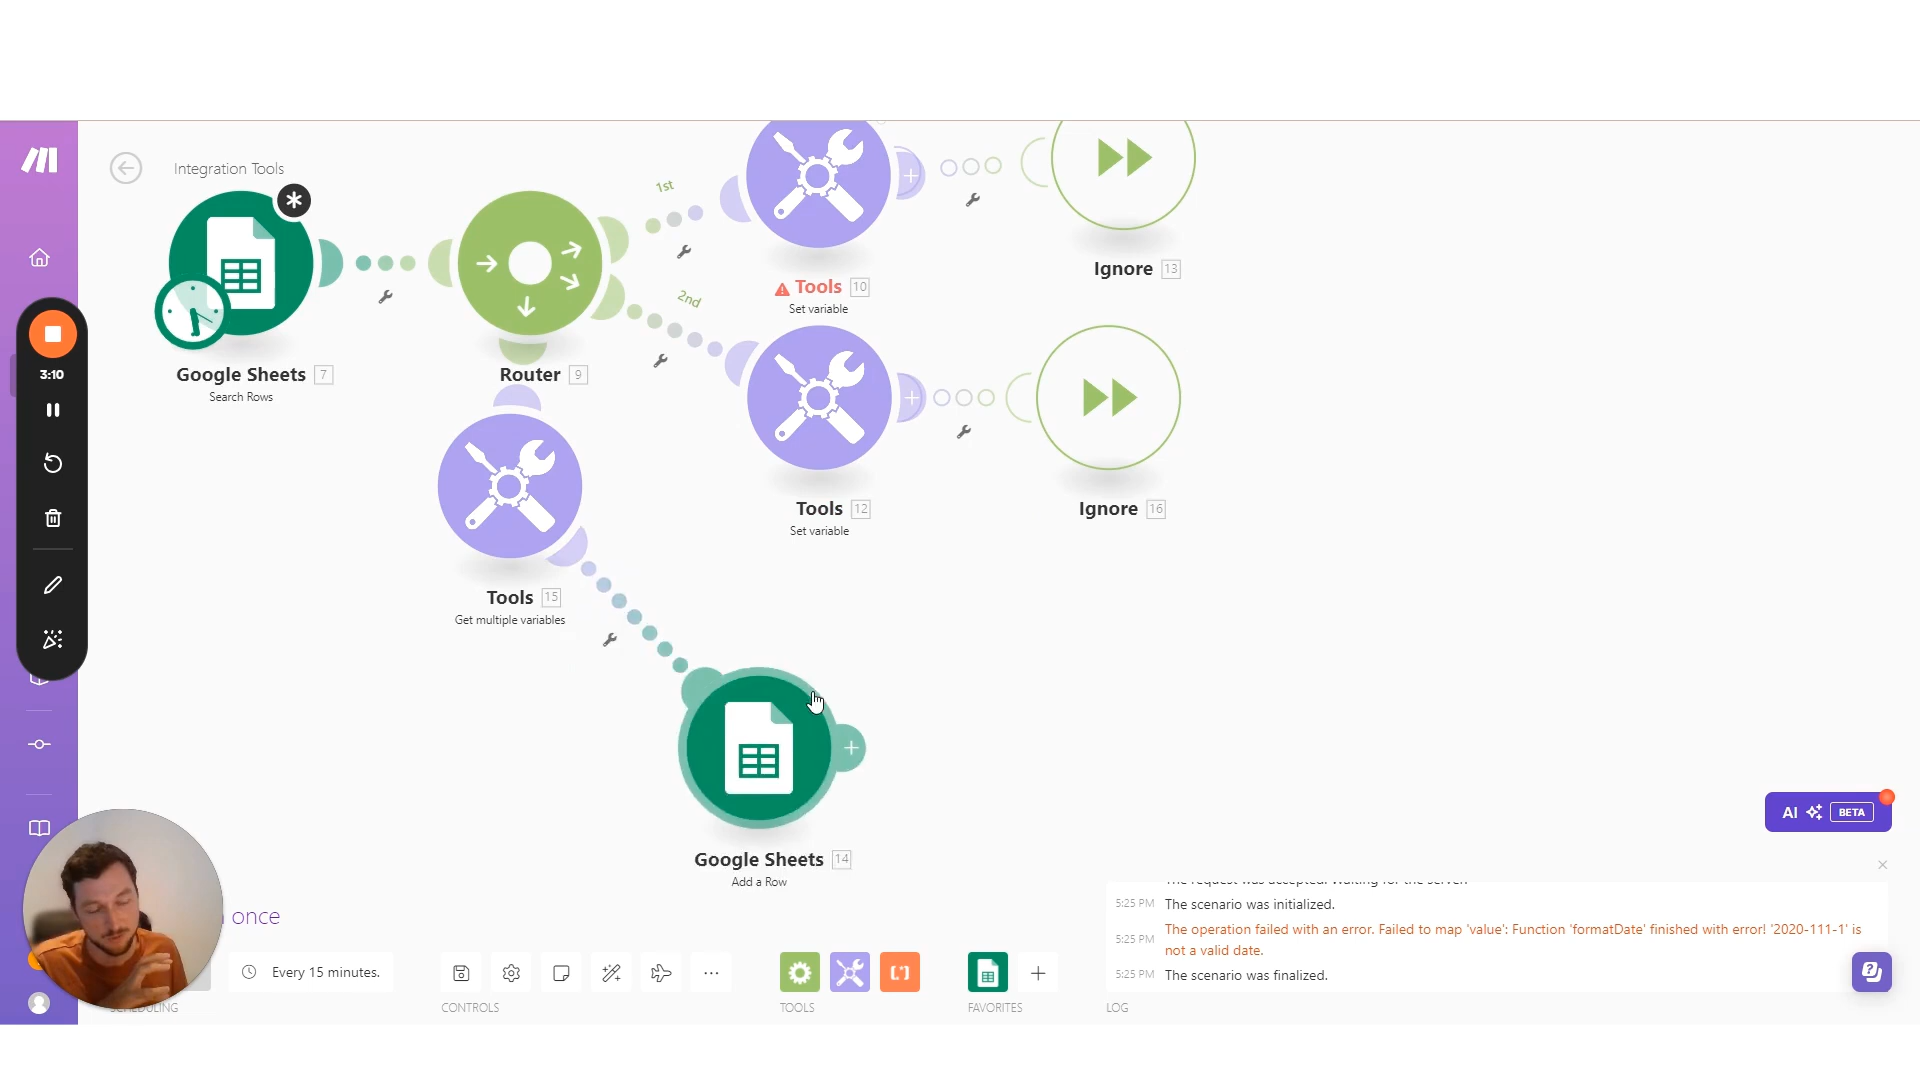 Integration Tools
1st
2nd
Tools 10
Set variable
Ignore 13
Google Sheets 7
Search Rows
Router 9
3:10
Tools 12
Set variable
Ignore 16
Tools 15
Get multiple variables
Google Sheets 14
Add a Row
AI BETA
once
Every 15 minutes.
CONTROLS
TOOLS
FAVORITES
LOG
The request was accepted. Waiting for the server.
5:25 PM The scenario was initialized.
5:25 PM The operation failed with an error. Failed to map 'value': Function 'formatDate' finished with error! '2020-111-1' is
not a valid date.
5:25 PM The scenario was finalized.